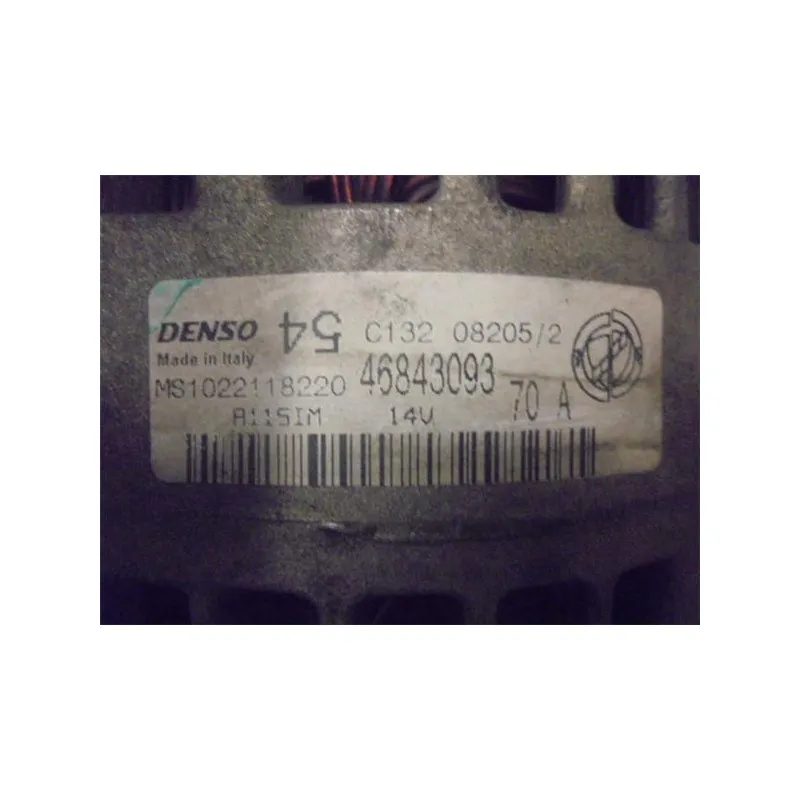 DENSO 54 C132 08205/2
Made in Italy
MS1022118220 46843093 70 A
A115IM 14V